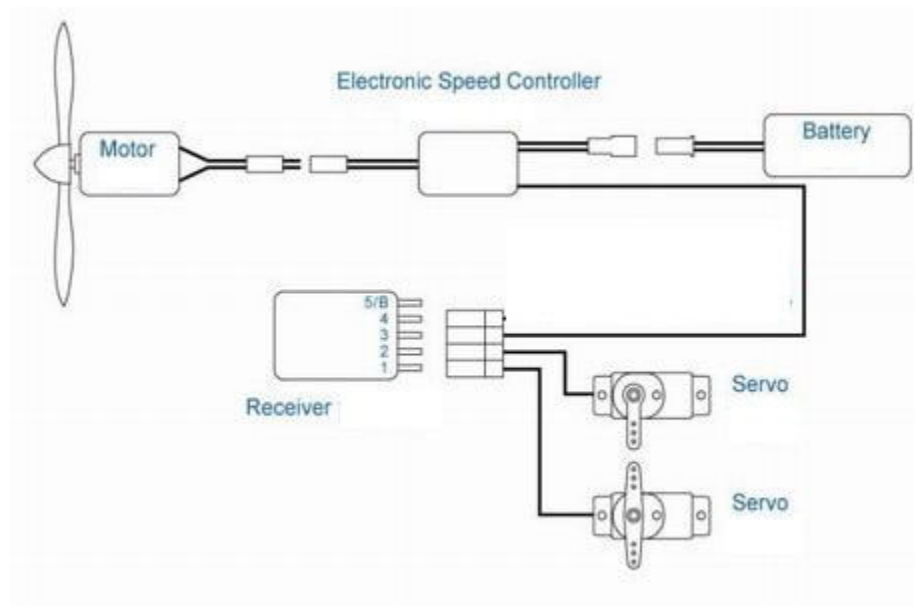 Electronic Speed Controller
Motor
Battery
5/B
4
3
2
1
Receiver
Servo
Servo